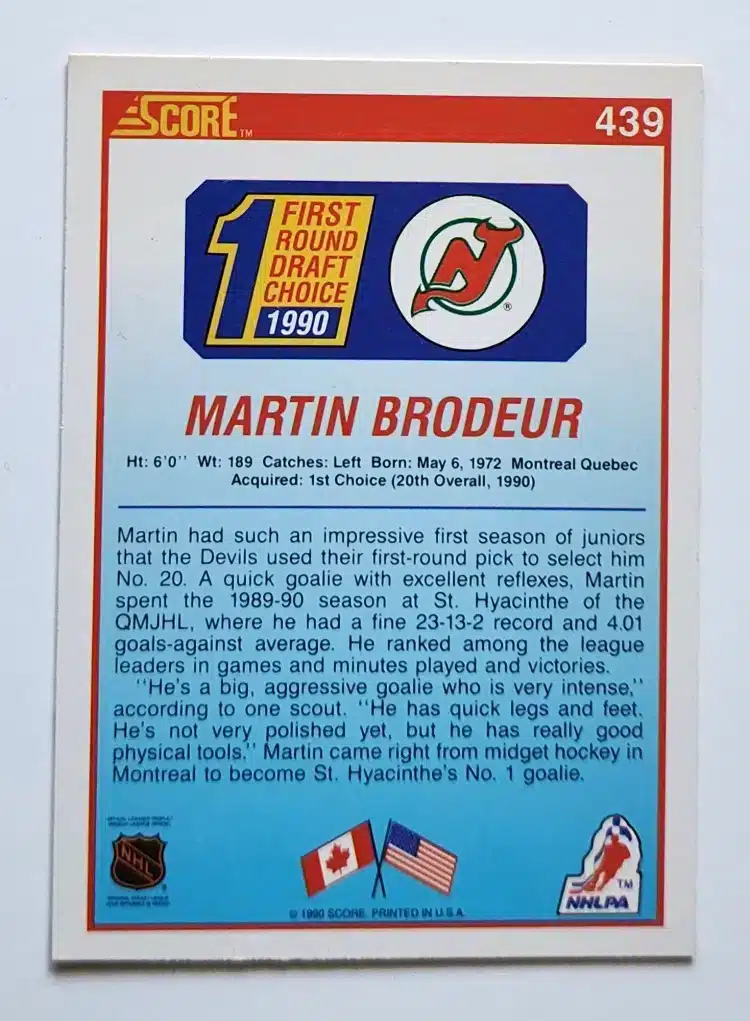 SCORE™ 439
1 FIRST
ROUND
DRAFT
CHOICE
1990
®
MARTIN BRODEUR
Ht: 6'0'' Wt: 189 Catches: Left Born: May 6, 1972 Montreal Quebec
Acquired: 1st Choice (20th Overall, 1990)
Martin had such an impressive first season of juniors
that the Devils used their first-round pick to select him
No. 20. A quick goalie with excellent reflexes, Martin
spent the 1989-90 season at St. Hyacinthe of the
QMJHL, where he had a fine 23-13-2 record and 4.01
goals-against average. He ranked among the league
leaders in games and minutes played and victories.
''He's a big, aggressive goalie who is very intense,''
according to one scout. ''He has quick legs and feet.
He's not very polished yet, but he has really good
physical tools.'' Martin came right from midget hockey in
Montreal to become St. Hyacinthe's No. 1 goalie.
NHL
®
TM
NHLPA
© 1990 SCORE, PRINTED IN U.S.A.